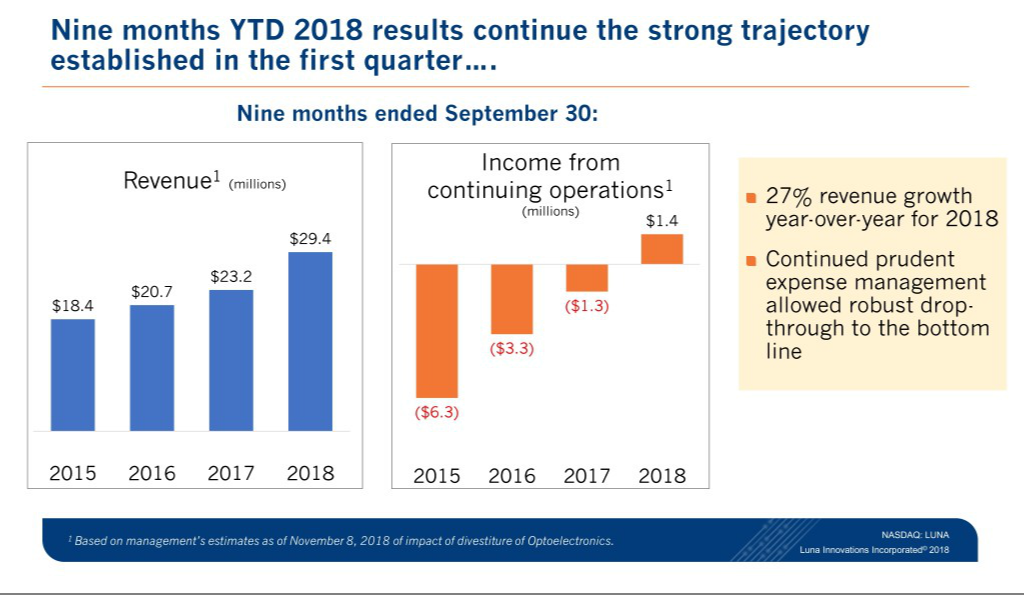 Nine months YTD 2018 results continue the strong trajectory
established in the first quarter....
Nine months ended September 30:
Revenue1 (millions)
$18.4
$20.7
$23.2
$29.4
2015 2016 2017 2018
Income from
continuing operations1
(millions)
($6.3)
($3.3)
($1.3)
$1.4
2015 2016 2017 2018
27% revenue growth
year-over-year for 2018
Continued prudent
expense management
allowed robust drop-
through to the bottom
line
1 Based on management's estimates as of November 8, 2018 of impact of divestiture of Optoelectronics.
NASDAQ: LUNA
Luna Innovations Incorporated© 2018